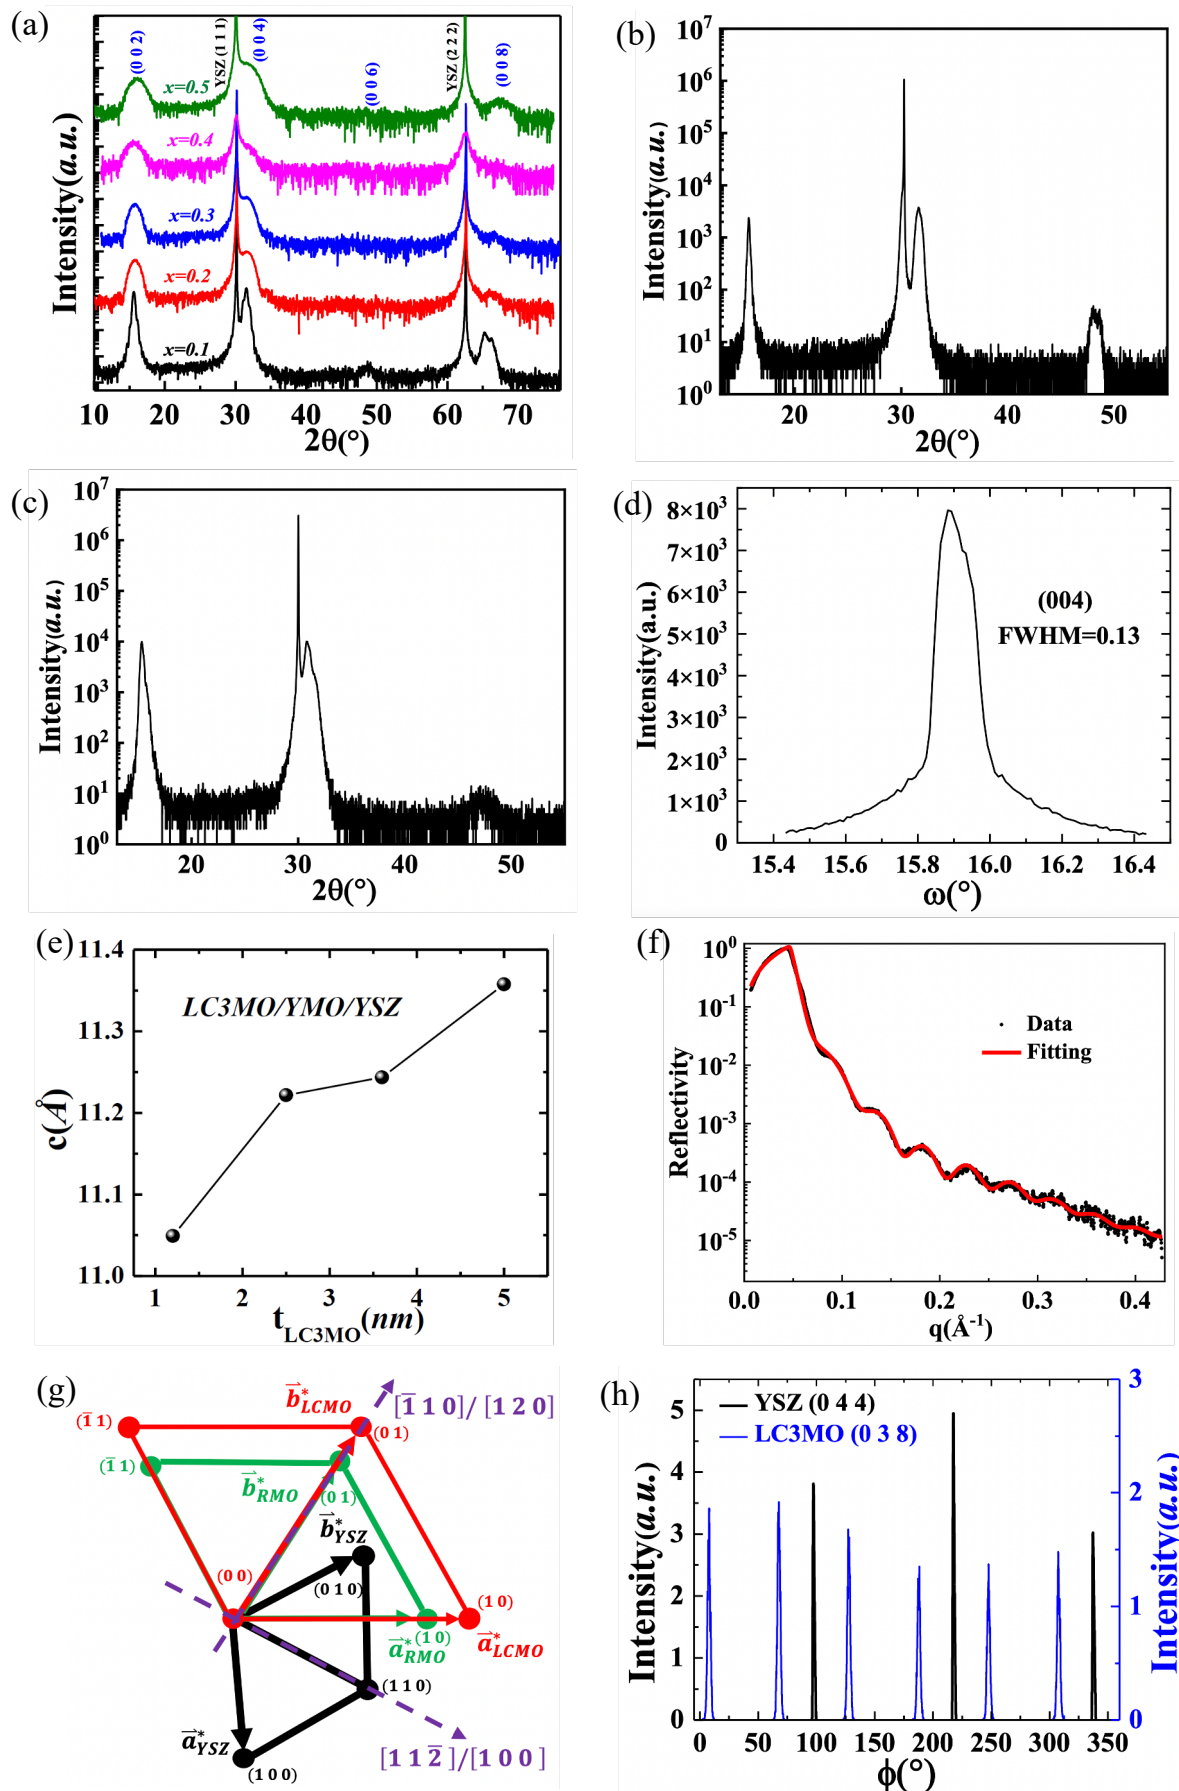 (a)
(0 0 2)
YSZ (1 1 1)
(0 0 4)
(0 0 6)
YSZ (2 2 2)
(0 0 8)
x=0.5
x=0.4
x=0.3
x=0.2
x=0.1
Intensity(a.u.)
10 20 30 40 50 60 70
2θ(°)
(b)
10⁷
10⁶
10⁵
10⁴
10³
10²
10¹
10⁰
Intensity(a.u.)
20 30 40 50
2θ(°)
(c)
10⁷
10⁶
10⁵
10⁴
10³
10²
10¹
10⁰
Intensity(a.u.)
20 30 40 50
2θ(°)
(d)
8×10³
7×10³
6×10³
5×10³
4×10³
3×10³
2×10³
1×10³
0
Intensity(a.u.)
(004)
FWHM=0.13
15.4 15.6 15.8 16.0 16.2 16.4
ω(°)
(e)
11.4
11.3
11.2
11.1
11.0
c(Å)
LC3MO/YMO/YSZ
1 2 3 4 5
t_LC3MO(nm)
(f)
10⁰
10⁻¹
10⁻²
10⁻³
10⁻⁴
10⁻⁵
Reflectivity
Data
Fitting
0.0 0.1 0.2 0.3 0.4
q(Å⁻¹)
(g)
b⃗*_LCMO
[1̅ 1 0]/ [1 2 0]
(1̅ 1)
(0 1)
(1̅ 1)
b⃗*_RMO
(0 1)
b⃗*_YSZ
(0 1 0)
(0 0)
(1 0)
(1 0)
a⃗*_RMO
a⃗*_LCMO
(1 1 0)
a⃗*_YSZ
[1 1 2̅ ]/[1 0 0]
(1 0 0)
(h)
YSZ (0 4 4)
LC3MO (0 3 8)
5
4
3
2
1
0
Intensity(a.u.)
3
2
1
0
Intensity(a.u.)
0 50 100 150 200 250 300 350
ϕ(°)